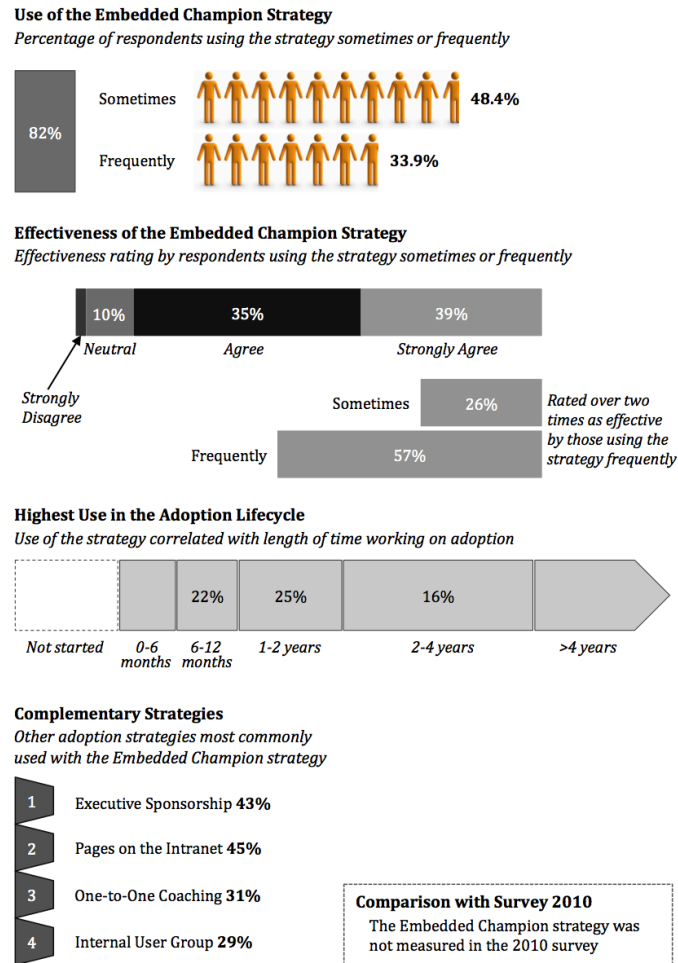 Use of the Embedded Champion Strategy
Percentage of respondents using the strategy sometimes or frequently
82%
Sometimes
48.4%
Frequently
33.9%
Effectiveness of the Embedded Champion Strategy
Effectiveness rating by respondents using the strategy sometimes or frequently
10%
35%
39%
Neutral
Agree
Strongly Agree
Strongly
Disagree
Sometimes
26%
Frequently
57%
Rated over two
times as effective
by those using the
strategy frequently
Highest Use in the Adoption Lifecycle
Use of the strategy correlated with length of time working on adoption
22%
25%
16%
Not started
0-6
months
6-12
months
1-2 years
2-4 years
>4 years
Complementary Strategies
Other adoption strategies most commonly
used with the Embedded Champion strategy
1
Executive Sponsorship 43%
2
Pages on the Intranet 45%
3
One-to-One Coaching 31%
4
Internal User Group 29%
Comparison with Survey 2010
The Embedded Champion strategy was
not measured in the 2010 survey